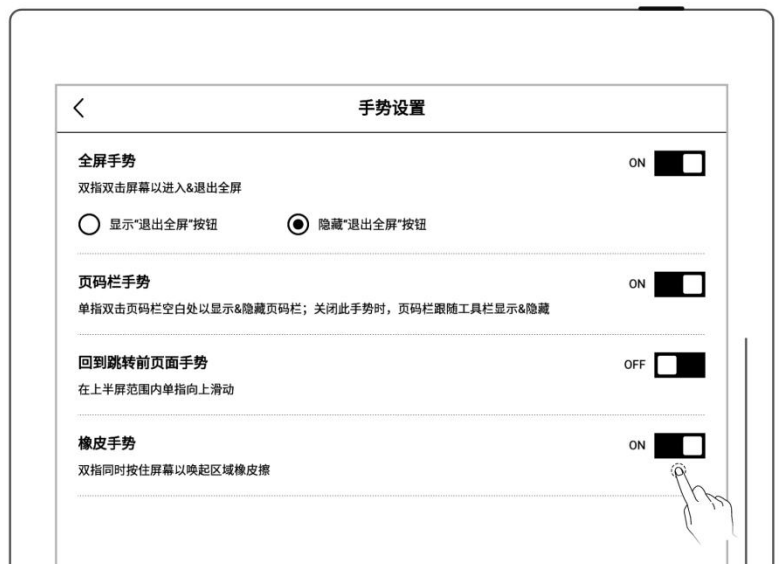 手势设置
全屏手势
ON
双指双击屏幕以进入&退出全屏
显示“退出全屏”按钮
隐藏“退出全屏”按钮
页码栏手势
ON
单指双击页码栏空白处以显示&隐藏页码栏；关闭此手势时，页码栏跟随工具栏显示&隐藏
回到跳转前页面手势
OFF
在上半屏范围内单指向上滑动
橡皮手势
ON
双指同时按住屏幕以唤起区域橡皮擦